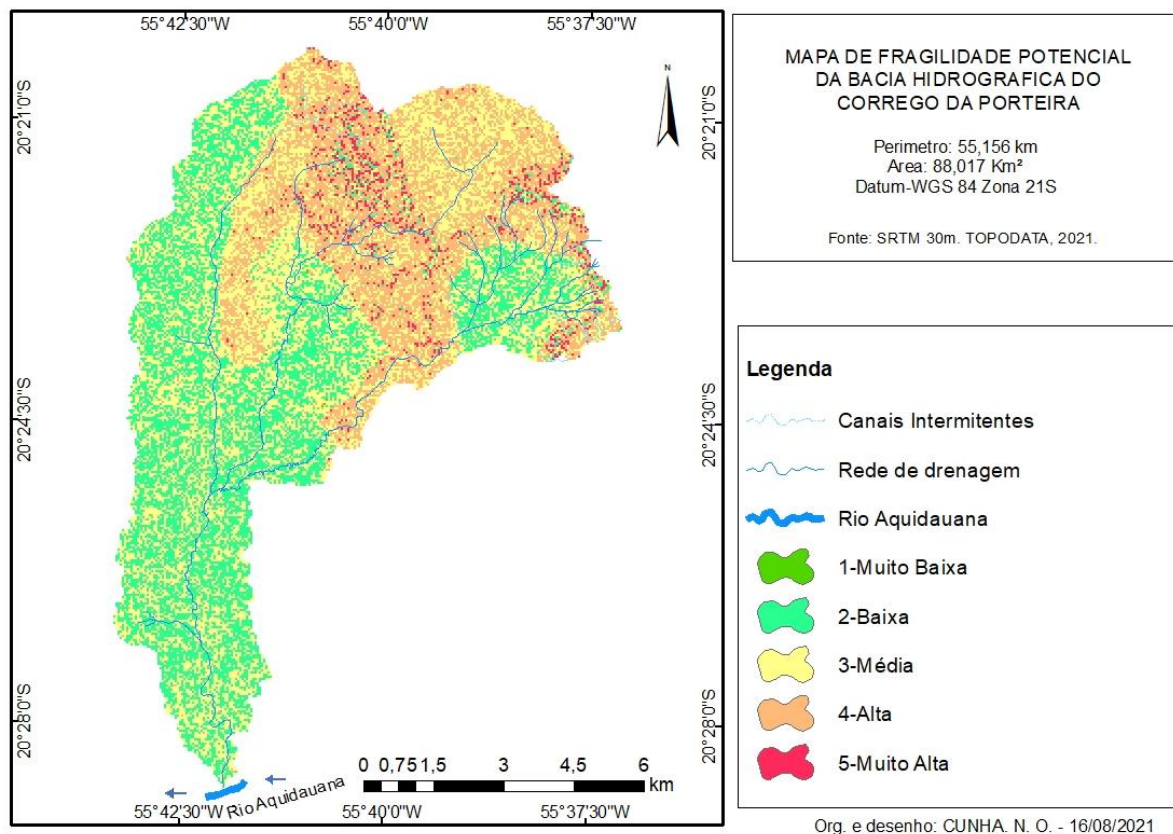 55°42'30"W 55°40'0"W 55°37'30"W
20°21'0"S
20°24'30"S
20°28'0"S
N
20°21'0"S
20°24'30"S
20°28'0"S
0 0,75 1,5 3 4,5 6
km
Rio Aquidauana
55°42'30"W 55°40'0"W 55°37'30"W
MAPA DE FRAGILIDADE POTENCIAL
DA BACIA HIDROGRAFICA DO
CORREGO DA PORTEIRA
Perimetro: 55,156 km
Area: 88,017 Km²
Datum-WGS 84 Zona 21S
Fonte: SRTM 30m. TOPODATA, 2021.
Legenda
Canais Intermitentes
Rede de drenagem
Rio Aquidauana
1-Muito Baixa
2-Baixa
3-Média
4-Alta
5-Muito Alta
Org. e desenho: CUNHA. N. O. - 16/08/2021